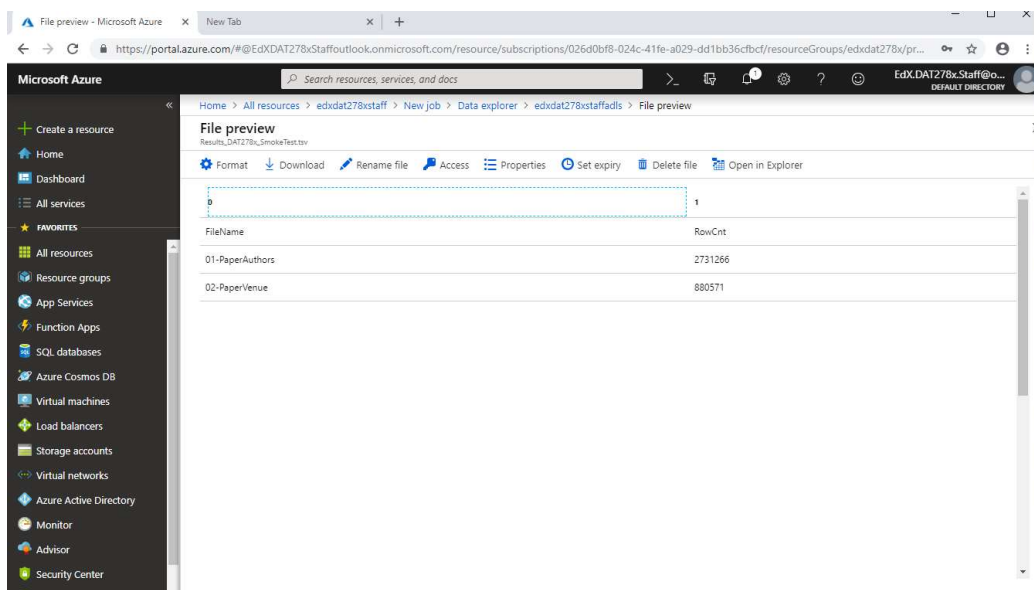 File preview - Microsoft Azure
New Tab
https://portal.azure.com/#@EdXDAT278xStaffoutlook.onmicrosoft.com/resource/subscriptions/026d0bf8-024c-41fe-a029-dd1bb36cfbcf/resourceGroups/edxdat278x/pr...
Microsoft Azure
Search resources, services, and docs
1
EdX.DAT278x.Staff@o...
DEFAULT DIRECTORY
Home > All resources > edxdat278xstaff > New job > Data explorer > edxdat278xstaffadls > File preview
File preview
Results_DAT278x_SmokeTest.tsv
Format Download Rename file Access Properties Set expiry Delete file Open in Explorer
0 1
FileName RowCnt
01-PaperAuthors 2731266
02-PaperVenue 880571
Create a resource
Home
Dashboard
All services
FAVORITES
All resources
Resource groups
App Services
Function Apps
SQL databases
Azure Cosmos DB
Virtual machines
Load balancers
Storage accounts
Virtual networks
Azure Active Directory
Monitor
Advisor
Security Center